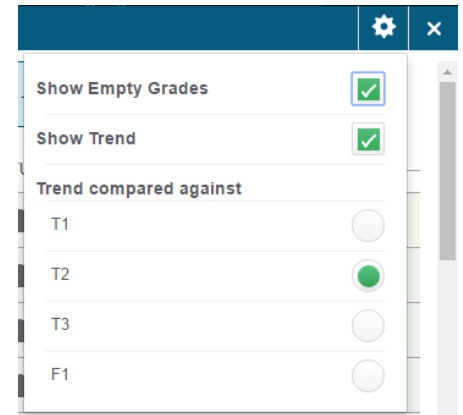 Show Empty Grades
Show Trend
Trend compared against
T1
T2
T3
F1